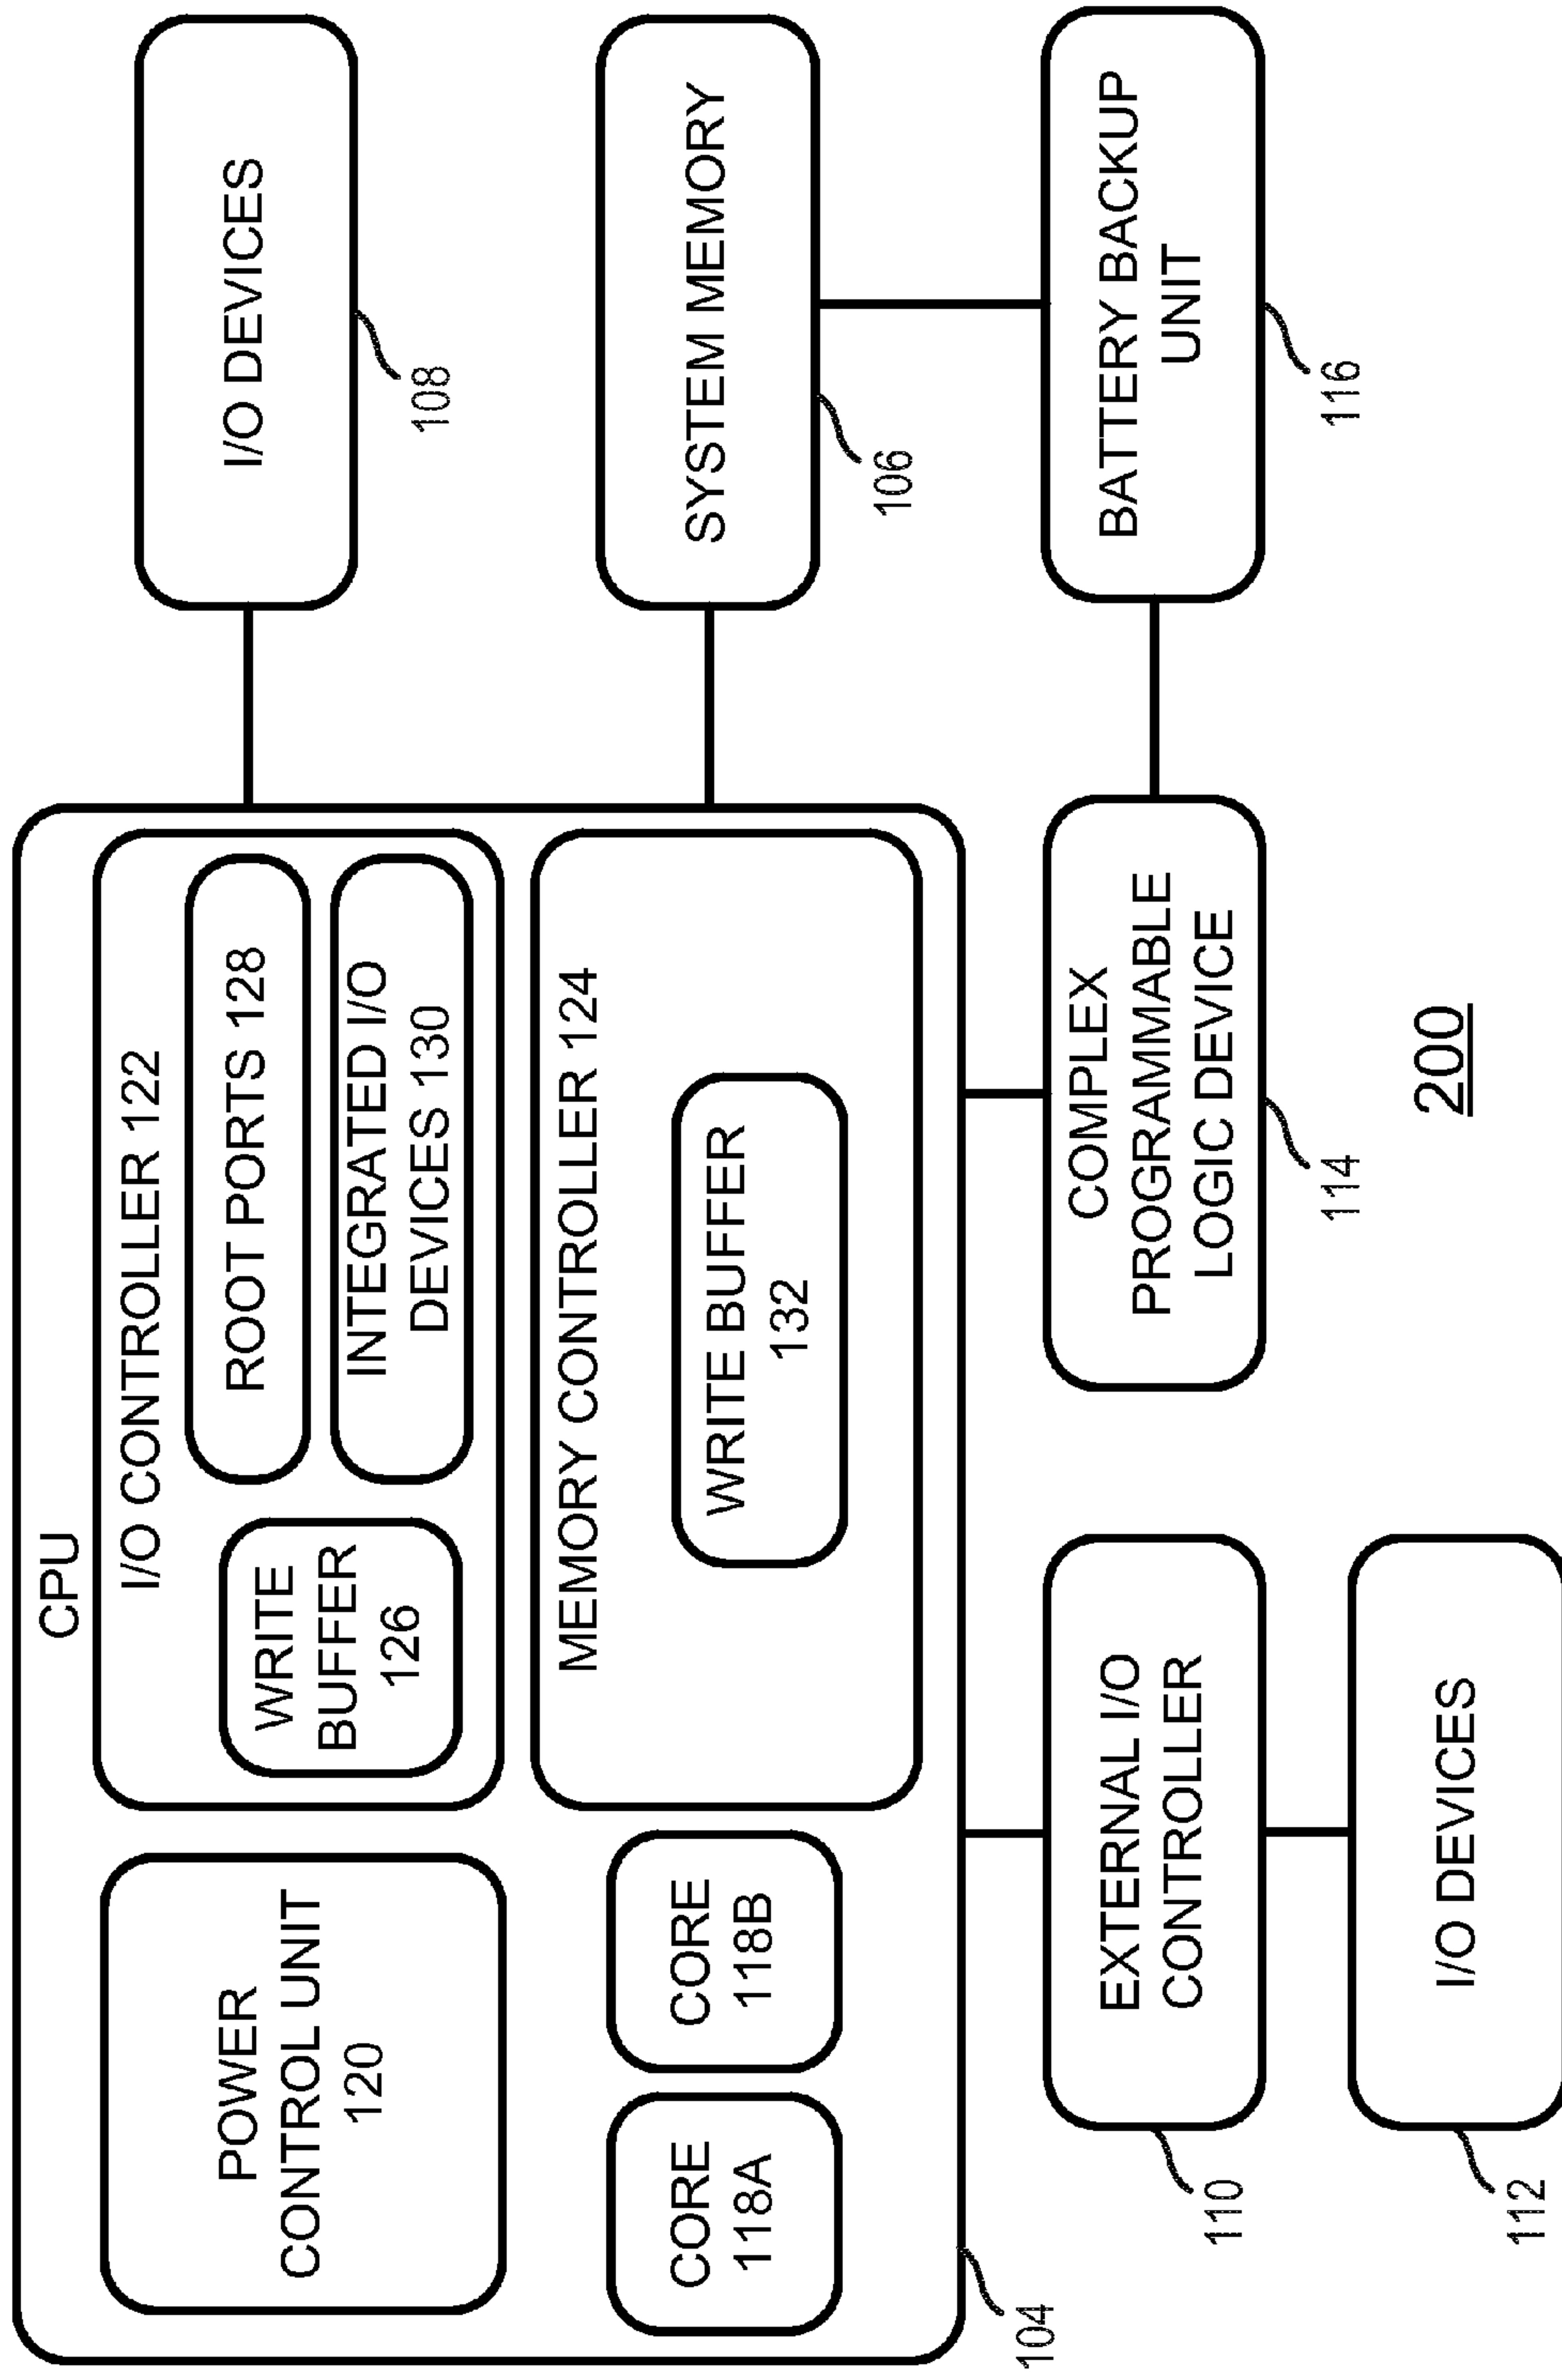 CPU
POWER
CONTROL UNIT
120
I/O CONTROLLER 122
WRITE
BUFFER
126
ROOT PORTS 128
INTEGRATED I/O
DEVICES 130
I/O DEVICES
108
CORE
118A
CORE
118B
MEMORY CONTROLLER 124
WRITE BUFFER
132
SYSTEM MEMORY
106
104
EXTERNAL I/O
CONTROLLER
110
COMPLEX
PROGRAMMABLE
LOGIC DEVICE
114
BATTERY BACKUP
UNIT
116
I/O DEVICES
112
200